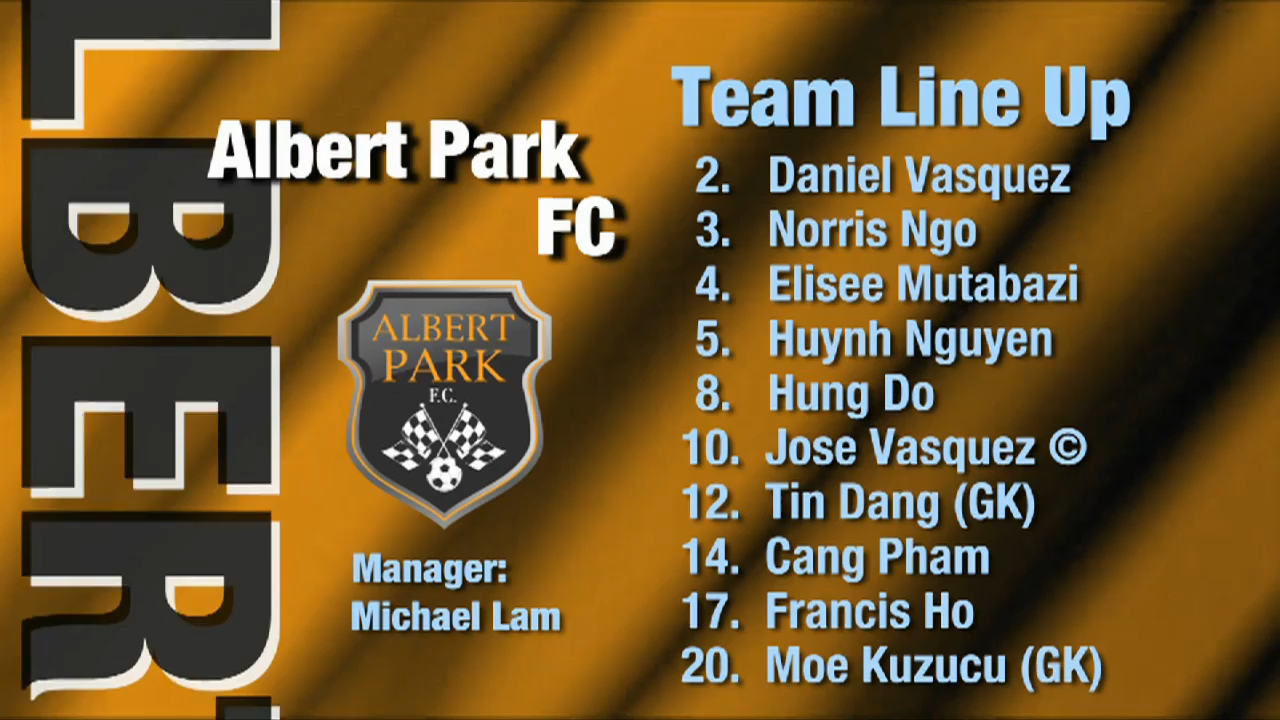 LBER
Albert Park
FC
ALBERT
PARK
F.C.
Manager:
Michael Lam
Team Line Up
2. Daniel Vasquez
3. Norris Ngo
4. Elisee Mutabazi
5. Huynh Nguyen
8. Hung Do
10. Jose Vasquez ©
12. Tin Dang (GK)
14. Cang Pham
17. Francis Ho
20. Moe Kuzucu (GK)